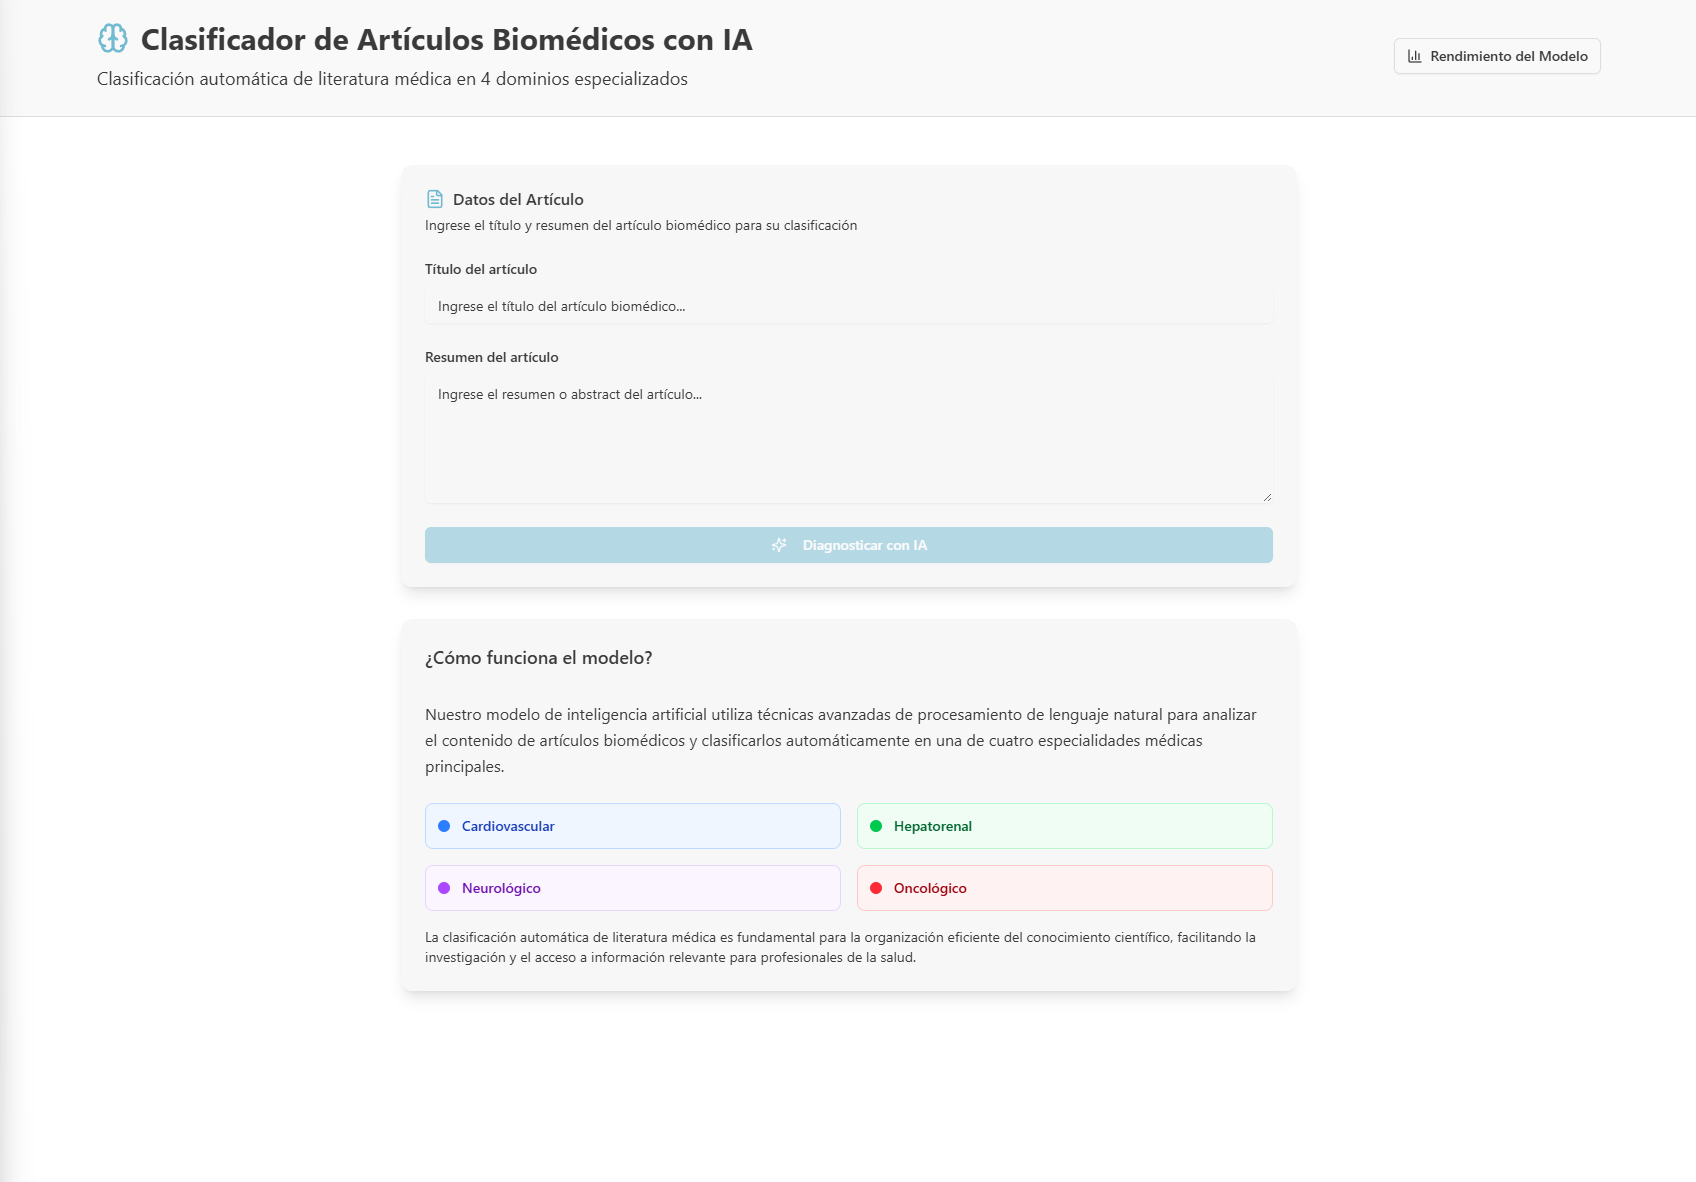 Clasificador de Artículos Biomédicos con IA
Clasificación automática de literatura médica en 4 dominios especializados
Rendimiento del Modelo
Datos del Artículo
Ingrese el título y resumen del artículo biomédico para su clasificación
Título del artículo
Ingrese el título del artículo biomédico...
Resumen del artículo
Ingrese el resumen o abstract del artículo...
Diagnosticar con IA
¿Cómo funciona el modelo?
Nuestro modelo de inteligencia artificial utiliza técnicas avanzadas de procesamiento de lenguaje natural para analizar
el contenido de artículos biomédicos y clasificarlos automáticamente en una de cuatro especialidades médicas
principales.
Cardiovascular
Hepatorenal
Neurológico
Oncológico
La clasificación automática de literatura médica es fundamental para la organización eficiente del conocimiento científico, facilitando la
investigación y el acceso a información relevante para profesionales de la salud.